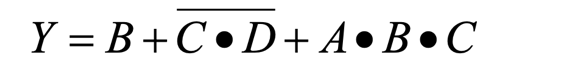 Y = B + \overline{C • D} + A • B • C